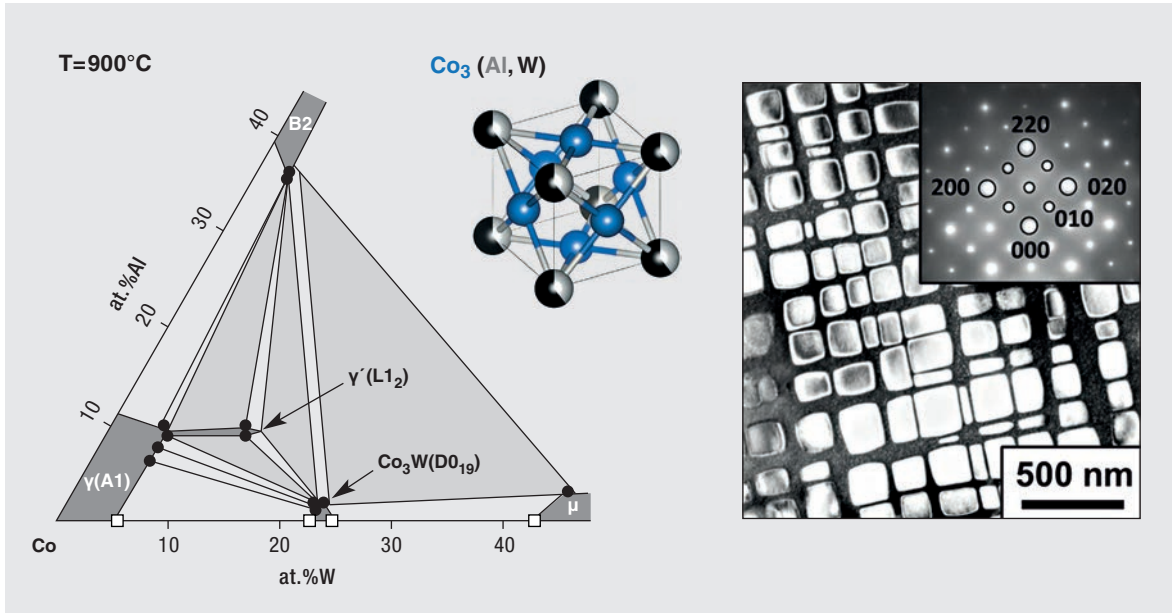 T=900°C
Co₃ (Al, W)
40
B2
30
at.%Al
20
10
γ´(L1₂)
Co₃W(D0₁₉)
γ(A1)
μ
Co
10
20
30
40
at.%W
220
200
020
010
000
500 nm